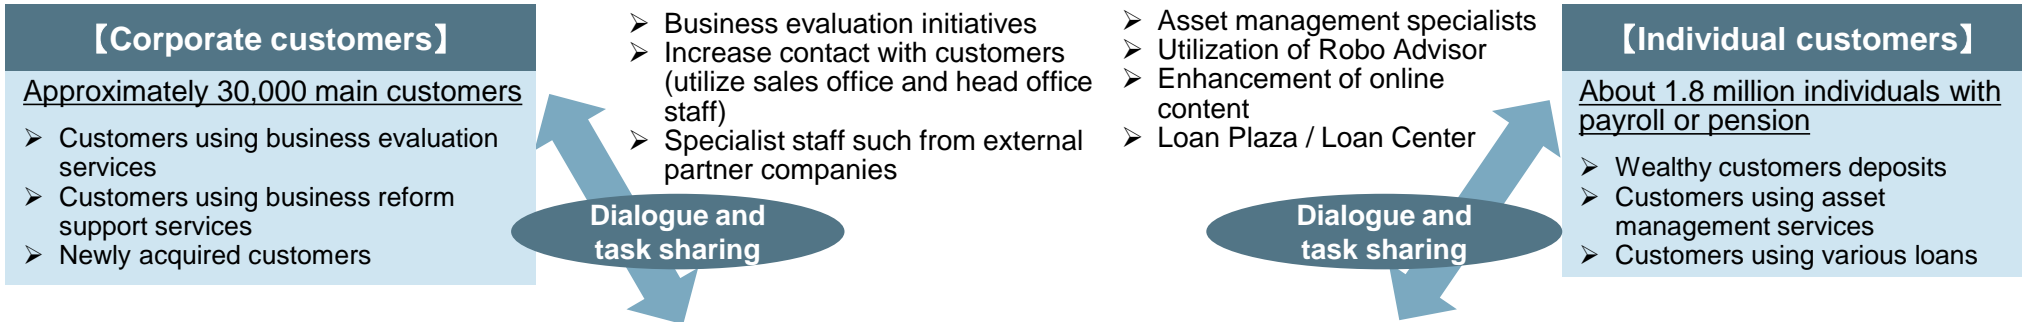 【Corporate customers】
Approximately 30,000 main customers
➢ Customers using business evaluation
services
➢ Customers using business reform
support services
➢ Newly acquired customers
➢ Business evaluation initiatives
➢ Increase contact with customers
(utilize sales office and head office
staff)
➢ Specialist staff such from external
partner companies
Dialogue and
task sharing
➢ Asset management specialists
➢ Utilization of Robo Advisor
➢ Enhancement of online
content
➢ Loan Plaza / Loan Center
Dialogue and
task sharing
【Individual customers】
About 1.8 million individuals with
payroll or pension
➢ Wealthy customers deposits
➢ Customers using asset
management services
➢ Customers using various loans